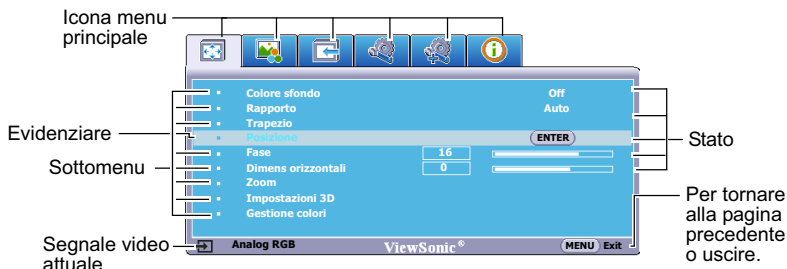 Icona menu
principale
Colore sfondo Off
Rapporto Auto
Trapezio
Evidenziare Posizione ENTER Stato
Fase 16
Sottomenu Dimens orizzontali 0
Zoom
Impostazioni 3D
Gestione colori
Per tornare
alla pagina
precedente
o uscire.
Segnale video
attuale
Analog RGB ViewSonic® MENU Exit